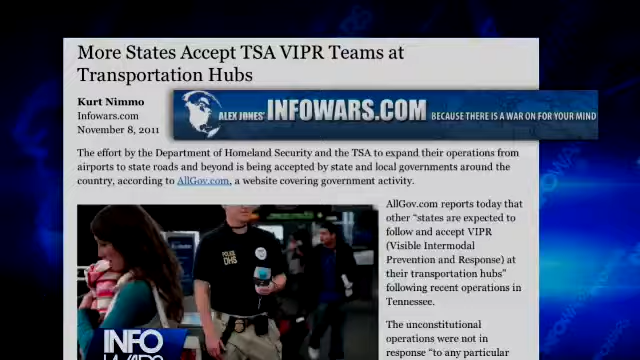 More States Accept TSA VIPR Teams at
Transportation Hubs
Kurt Nimmo
Infowars.com
November 8, 2011
ALEX JONES' INFOWARS.COM BECAUSE THERE IS A WAR ON FOR YOUR MIND
The effort by the Department of Homeland Security and the TSA to expand their operations from
airports to state roads and beyond is being accepted by state and local governments around the
country, according to AllGov.com, a website covering government activity.
AllGov.com reports today that
other “states are expected to
follow and accept VIPR
(Visible Intermodal
Prevention and Response) at
their transportation hubs”
following recent operations in
Tennessee.
The unconstitutional
operations were not in
response “to any particular
POLICE
DHS
INFO
WARS